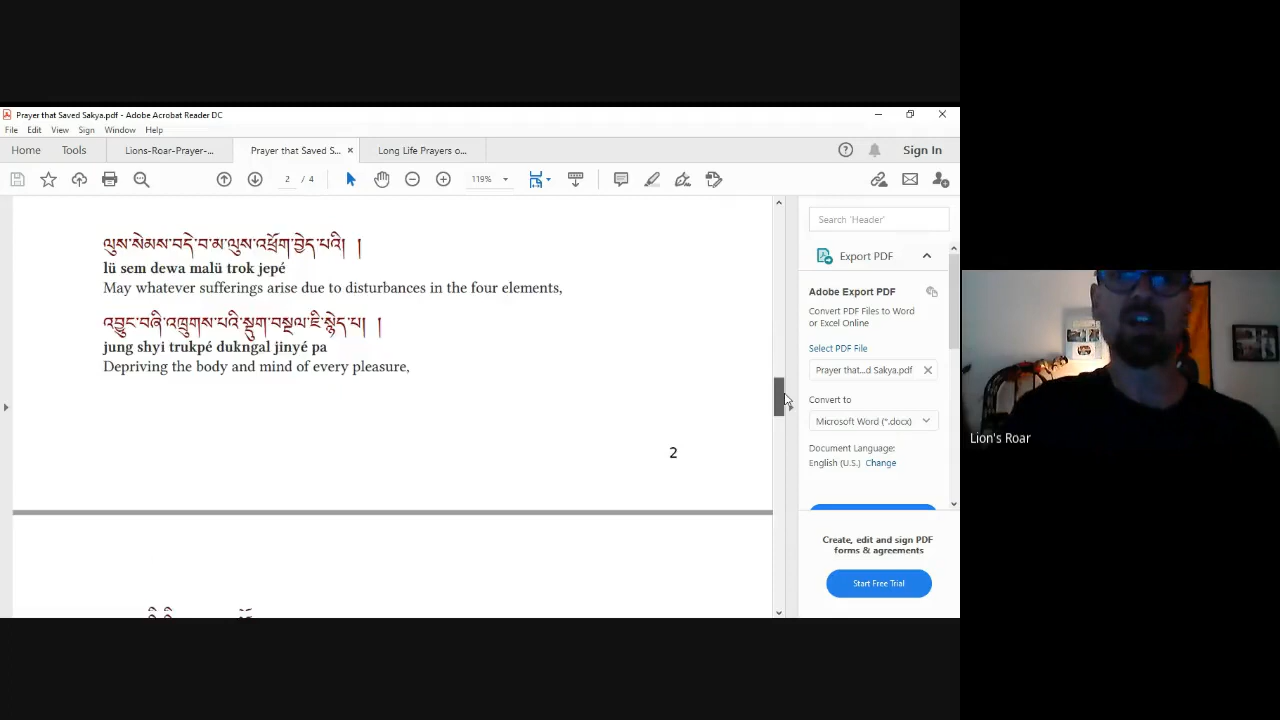 Prayer that Saved Sakya.pdf - Adobe Acrobat Reader DC
File Edit View Sign Window Help
Home Tools Lions-Roar-Prayer-... Prayer that Saved S... × Long Life Prayers o... Sign In
2 / 4 119%
ལུས་སེམས་བདེ་བ་མ་ལུས་འཕྲོག་བྱེད་པའི། །
lü sem dewa malü trok jepé
May whatever sufferings arise due to disturbances in the four elements,
འབྱུང་བཞི་འཁྲུགས་པའི་སྡུག་བསྔལ་ཇི་སྙེད་པ། །
jung shyi trukpé dukngal jinyé pa
Depriving the body and mind of every pleasure,
2
Search 'Header'
Export PDF
Adobe Export PDF
Convert PDF Files to Word
or Excel Online
Select PDF File
Prayer that...d Sakya.pdf
Convert to
Microsoft Word (*.docx)
Document Language:
English (U.S.) Change
Create, edit and sign PDF
forms & agreements
Start Free Trial
Lion's Roar